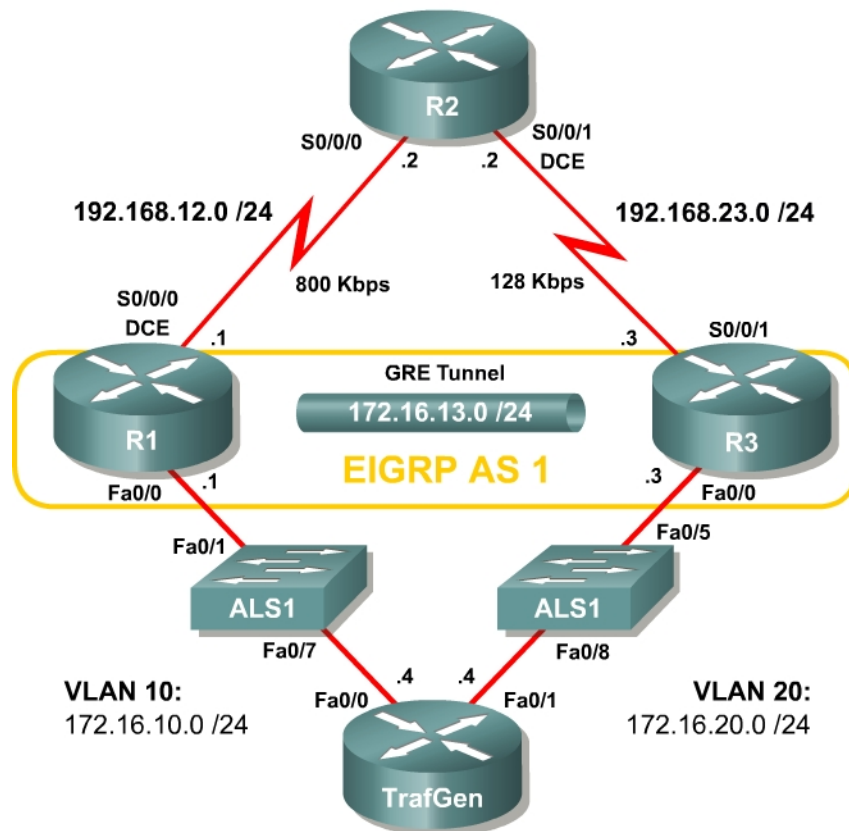 R2
S0/0/0
.2
.2
S0/0/1
DCE
192.168.12.0 /24
192.168.23.0 /24
800 Kbps
128 Kbps
S0/0/0
DCE
.1
.3
S0/0/1
GRE Tunnel
172.16.13.0 /24
R1
R3
EIGRP AS 1
Fa0/0
.1
.3
Fa0/0
Fa0/1
Fa0/5
ALS1
ALS1
Fa0/7
Fa0/8
VLAN 10:
172.16.10.0 /24
.4
.4
Fa0/0
Fa0/1
VLAN 20:
172.16.20.0 /24
TrafGen